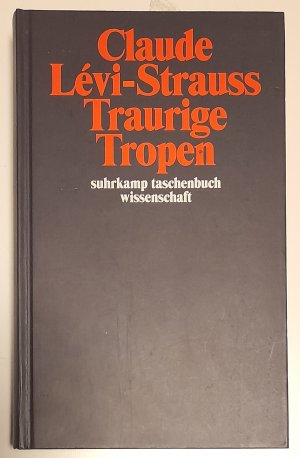 Claude
Lévi-Strauss
Traurige
Tropen
suhrkamp taschenbuch
wissenschaft